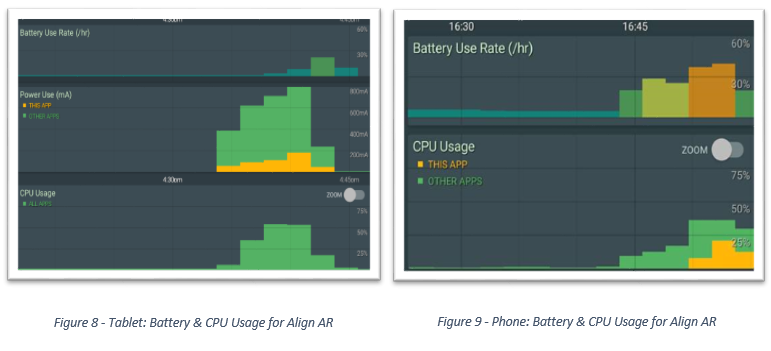 4:30pm 4:45pm
Battery Use Rate (/hr)
60%
30%
Power Use (mA)
THIS APP
OTHER APPS
800mA
600mA
400mA
200mA
4:30pm 4:45pm
CPU Usage
ALL APPS
ZOOM
75%
50%
25%
Figure 8 - Tablet: Battery & CPU Usage for Align AR
16:30 16:45
Battery Use Rate (/hr)
60%
30%
CPU Usage
THIS APP
OTHER APPS
ZOOM
75%
50%
25%
Figure 9 - Phone: Battery & CPU Usage for Align AR